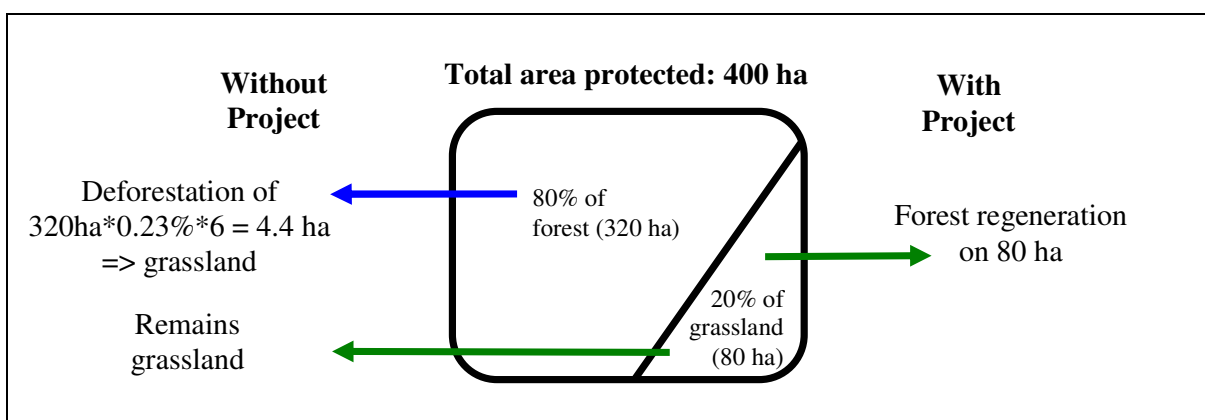 Total area protected: 400 ha
Without
Project
Deforestation of
320ha*0.23%*6 = 4.4 ha
=> grassland
Remains
grassland
80% of
forest (320 ha)
20% of
grassland
(80 ha)
With
Project
Forest regeneration
on 80 ha